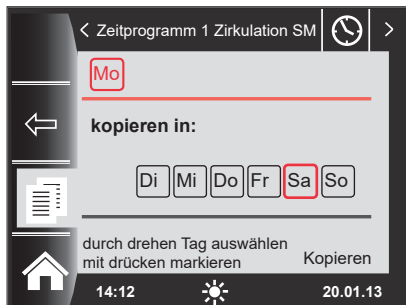 < Zeitprogramm 1 Zirkulation SM >
Mo
kopieren in:
Di Mi Do Fr Sa So
durch drehen Tag auswählen
mit drücken markieren Kopieren
14:12 20.01.13